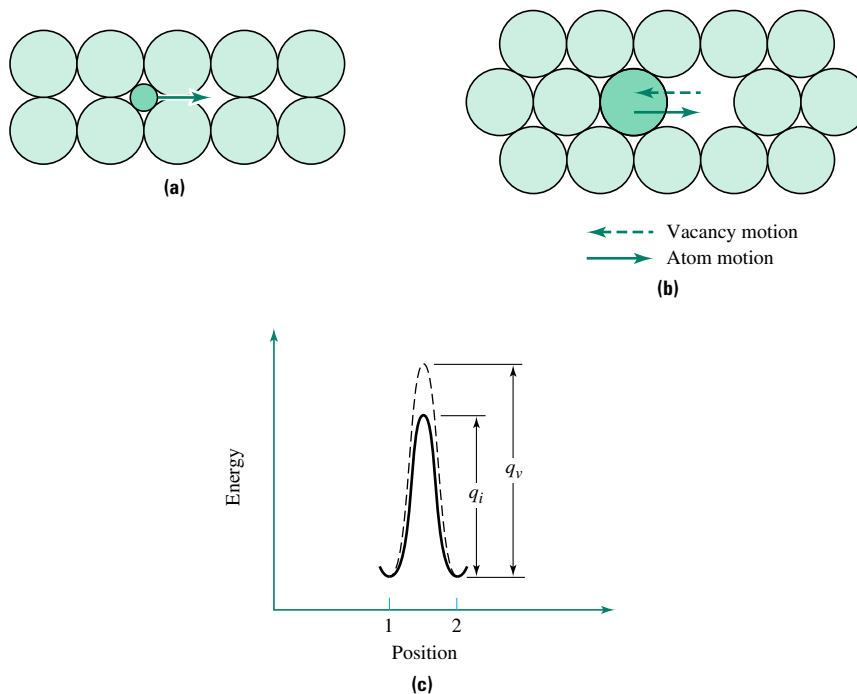 (a)
Vacancy motion
Atom motion
(b)
Energy
q_i
q_v
1 2
Position
(c)